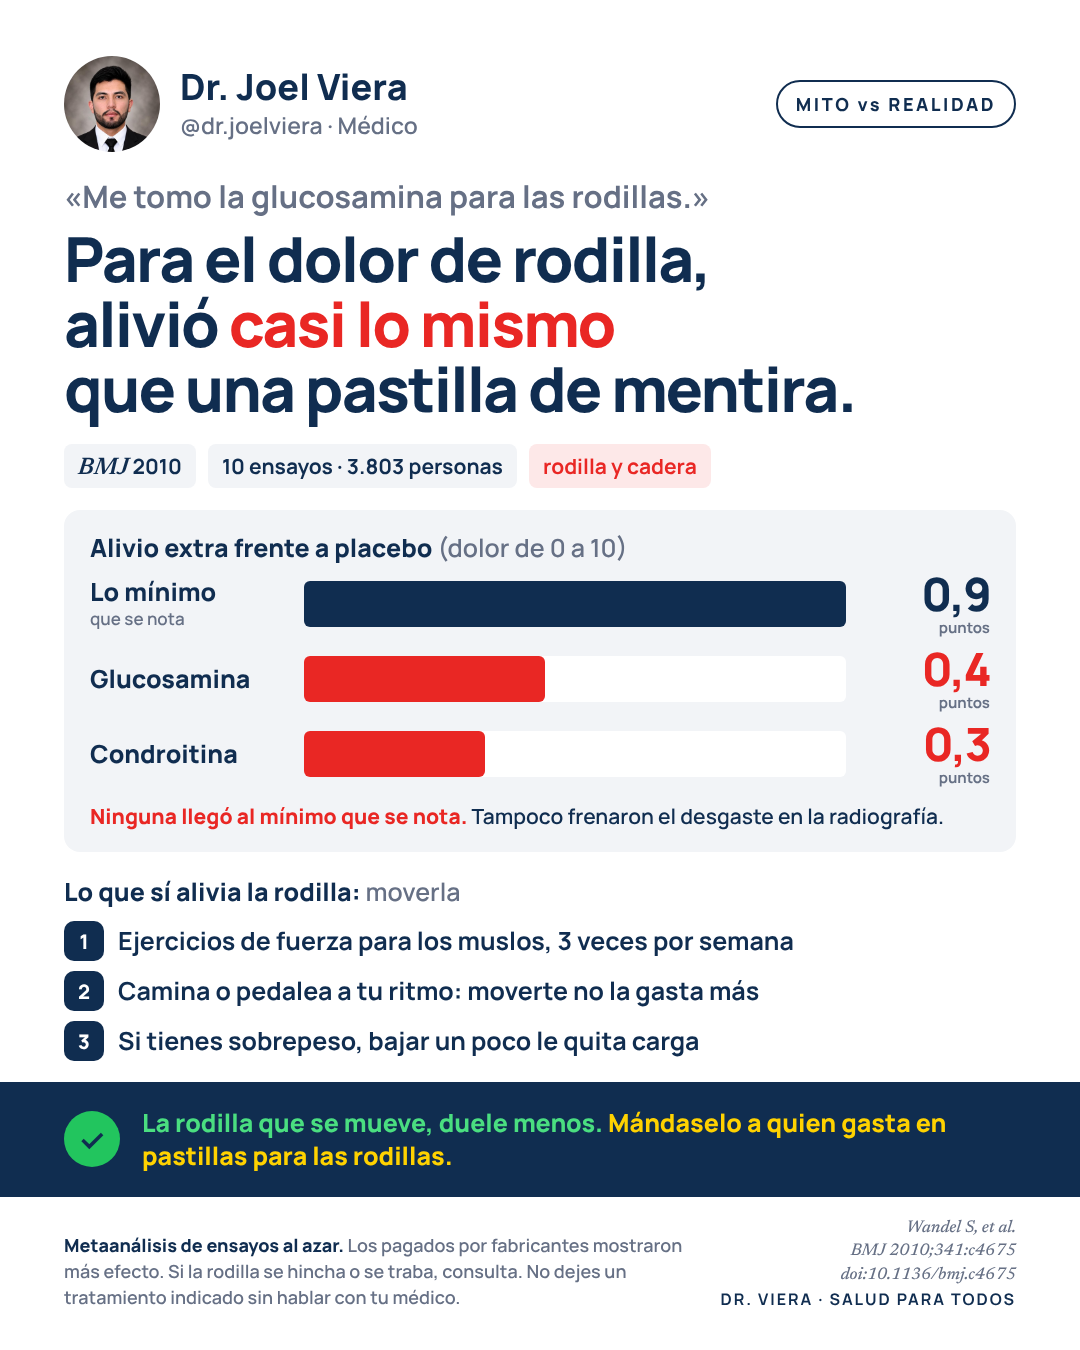 Dr. Joel Viera
@dr.joelviera · Médico
MITO vs REALIDAD
«Me tomo la glucosamina para las rodillas.»
Para el dolor de rodilla,
alivió casi lo mismo
que una pastilla de mentira.
BMJ 2010
10 ensayos · 3.803 personas
rodilla y cadera
Alivio extra frente a placebo (dolor de 0 a 10)
Lo mínimo
que se nota
0,9
puntos
Glucosamina
0,4
puntos
Condroitina
0,3
puntos
Ninguna llegó al mínimo que se nota. Tampoco frenaron el desgaste en la radiografía.
Lo que sí alivia la rodilla: moverla
1 Ejercicios de fuerza para los muslos, 3 veces por semana
2 Camina o pedalea a tu ritmo: moverte no la gasta más
3 Si tienes sobrepeso, bajar un poco le quita carga
La rodilla que se mueve, duele menos. Mándaselo a quien gasta en
pastillas para las rodillas.
Metaanálisis de ensayos al azar. Los pagados por fabricantes mostraron
más efecto. Si la rodilla se hincha o se traba, consulta. No dejes un
tratamiento indicado sin hablar con tu médico.
Wandel S, et al.
BMJ 2010;341:c4675
doi:10.1136/bmj.c4675
DR. VIERA · SALUD PARA TODOS